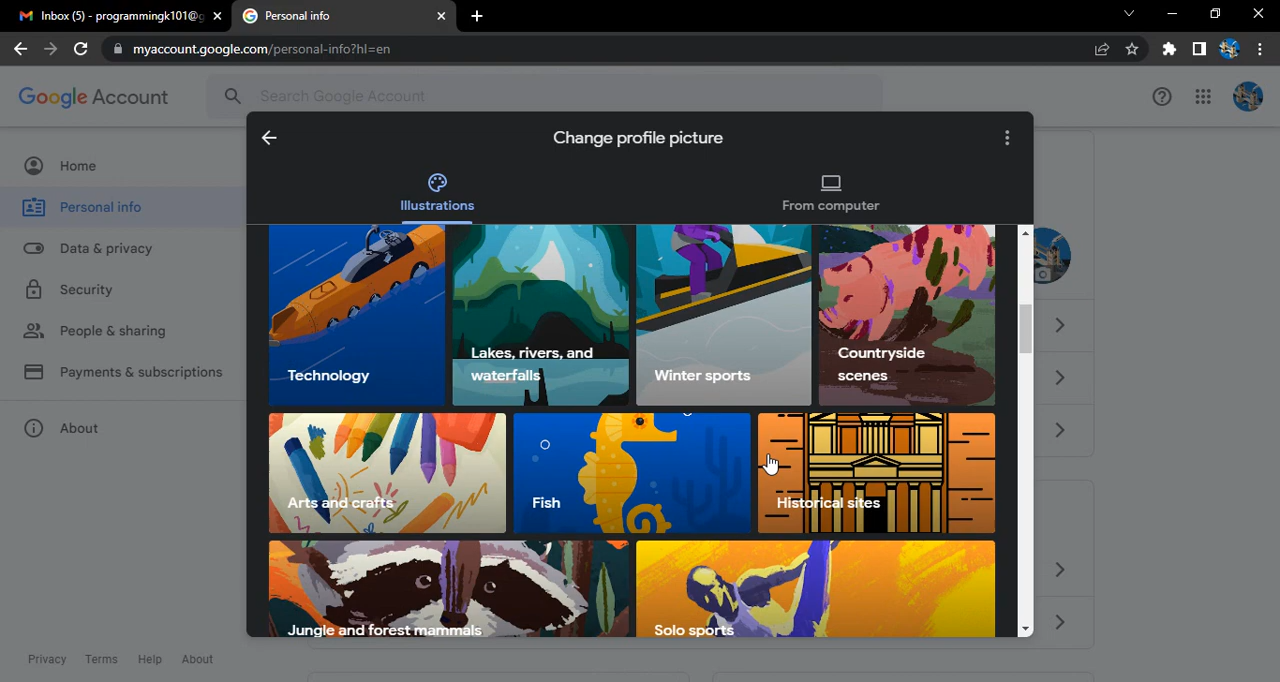 Inbox (5) - programmingk101@g
Personal info
myaccount.google.com/personal-info?hl=en
Google Account
Search Google Account
Change profile picture
Home
Personal info
Data & privacy
Security
People & sharing
Payments & subscriptions
About
Illustrations
From computer
Technology
Lakes, rivers, and
waterfalls
Winter sports
Countryside
scenes
Arts and crafts
Fish
Historical sites
Jungle and forest mammals
Solo sports
Privacy
Terms
Help
About